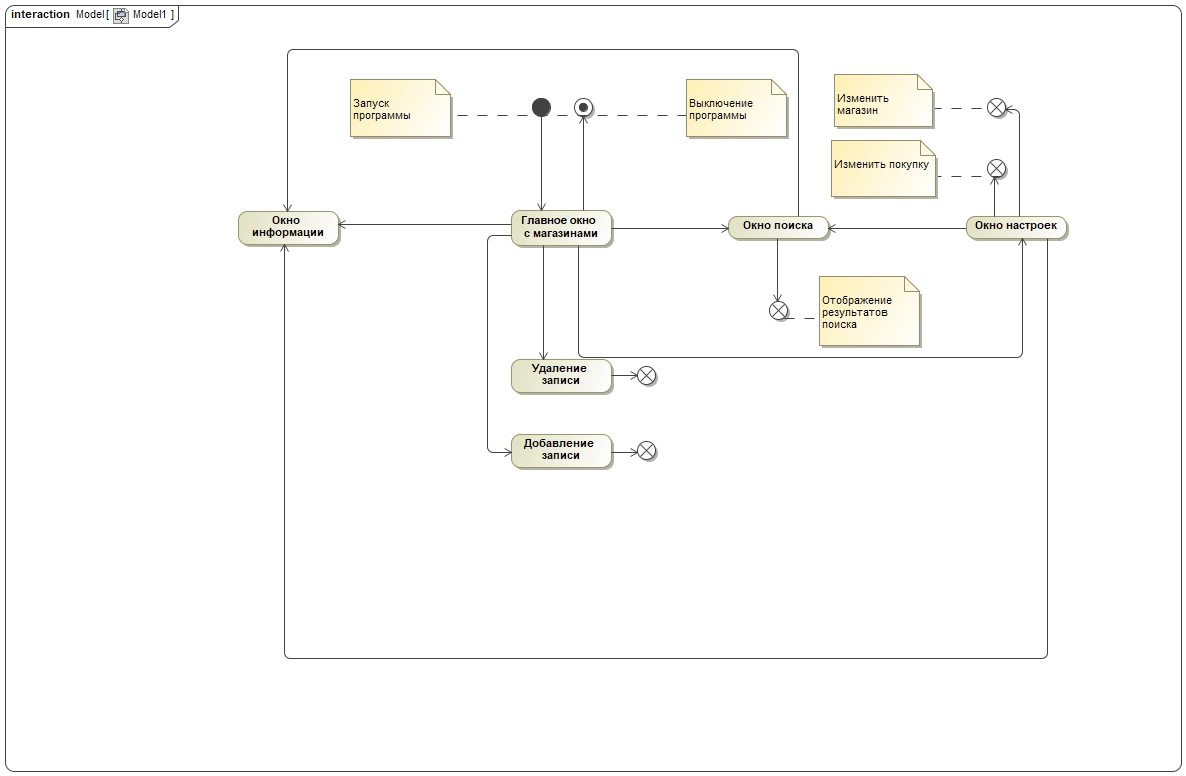 interaction Model[ Model1 ]
Запуск
программы
Выключение
программы
Изменить
магазин
Изменить покупку
Окно
информации
Главное окно
с магазинами
Окно поиска
Окно настроек
Отображение
результатов
поиска
Удаление
записи
Добавление
записи